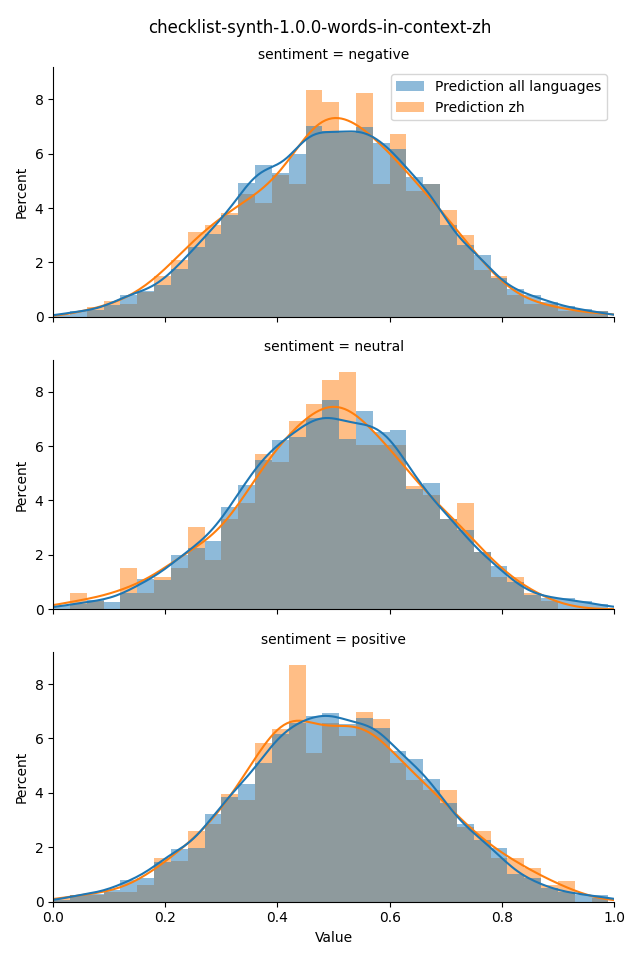 checklist-synth-1.0.0-words-in-context-zh
sentiment = negative
Prediction all languages
Prediction zh
8
6
4
2
0
Percent
sentiment = neutral
8
6
4
2
0
Percent
sentiment = positive
8
6
4
2
0
Percent
0.0 0.2 0.4 0.6 0.8 1.0
Value